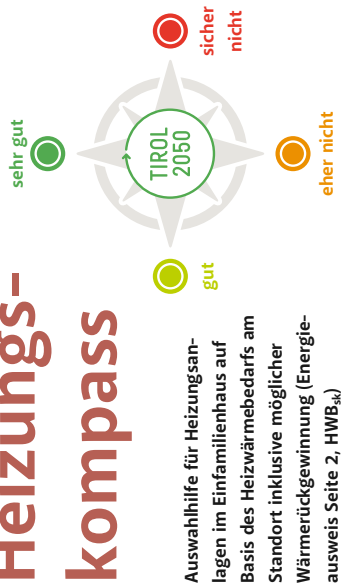 Heizungs-
kompass
Auswahlhilfe für Heizungsan-
lagen im Einfamilienhaus auf
Basis des Heizwärmebedarfs am
Standort inklusive möglicher
Wärmerückgewinnung (Energie-
ausweis Seite 2, HWBsk)
sehr gut
sicher
nicht
TIROL
2050
gut
eher nicht